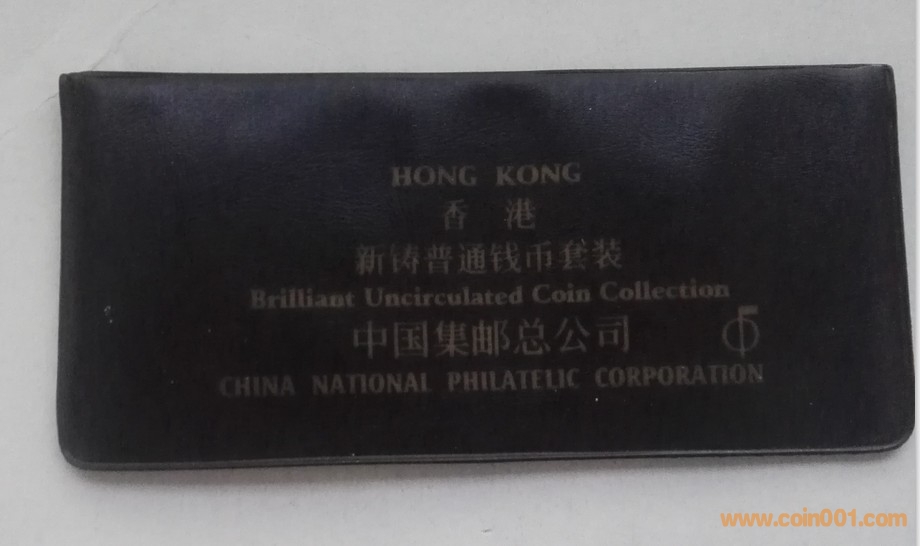 HONG KONG
香 港
新铸普通钱币套装
Brilliant Uncirculated Coin Collection
中国集邮总公司
CHINA NATIONAL PHILATELIC CORPORATION
www.coin001.com